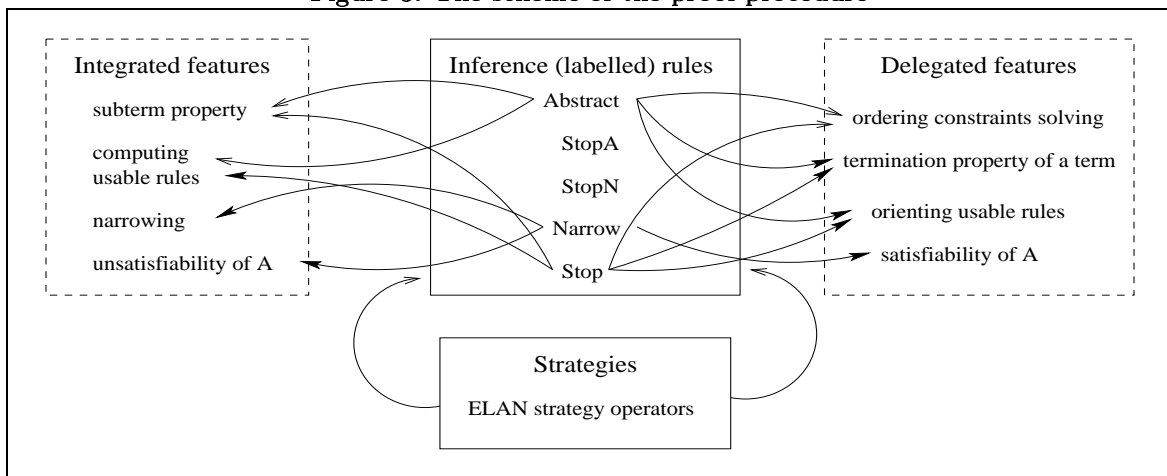 Figure 3: The scheme of the proof procedure
Integrated features
subterm property
computing
usable rules
narrowing
unsatisfiability of A
Inference (labelled) rules
Abstract
StopA
StopN
Narrow
Stop
Delegated features
ordering constraints solving
termination property of a term
orienting usable rules
satisfiability of A
Strategies
ELAN strategy operators